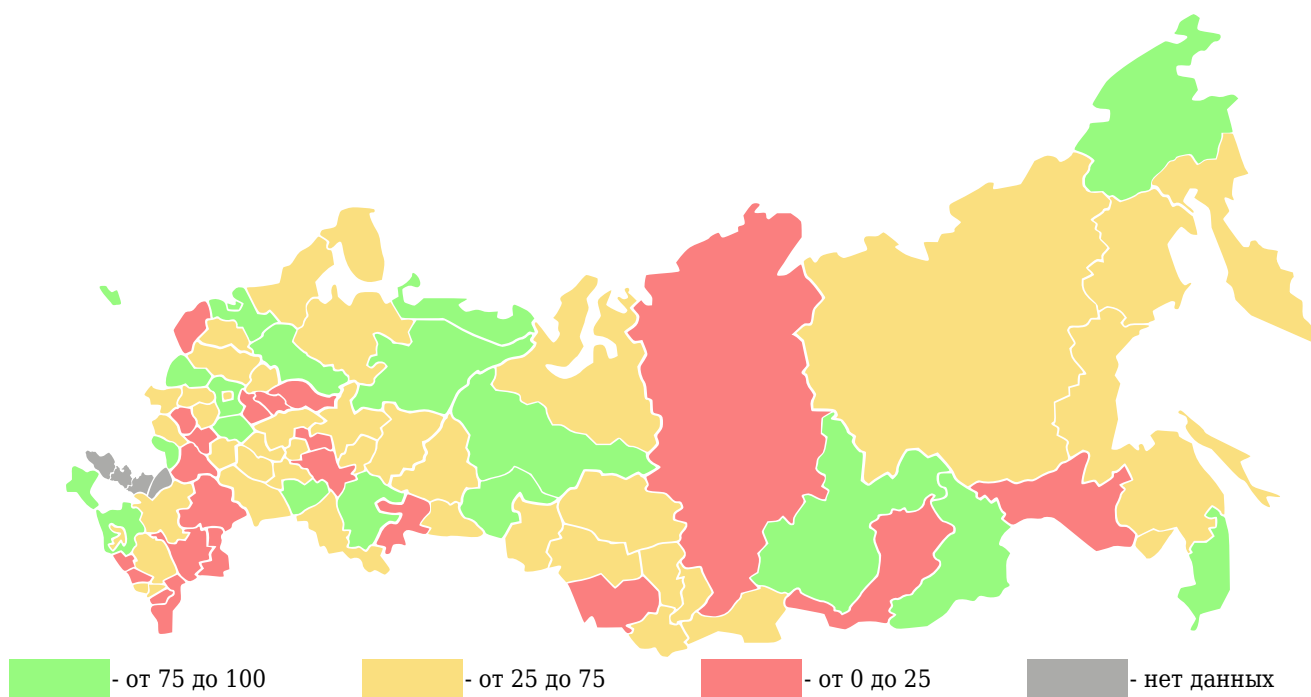 - от 75 до 100 - от 25 до 75 - от 0 до 25 - нет данных